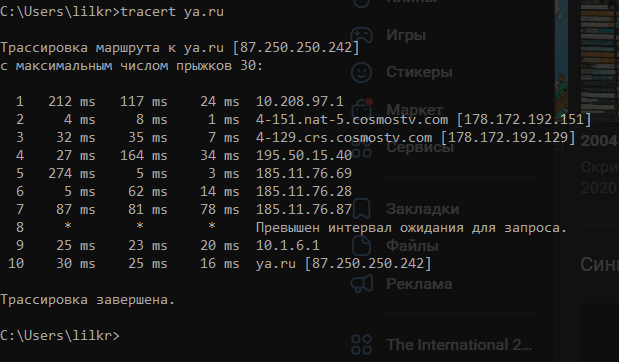 C:\Users\lilkr>tracert ya.ru
Трассировка маршрута к ya.ru [87.250.250.242]
с максимальным числом прыжков 30:
1 212 ms 117 ms 24 ms 10.208.97.1
2 4 ms 8 ms 1 ms 4-151.nat-5.cosmostv.com [178.172.192.151]
3 32 ms 35 ms 7 ms 4-129.crs.cosmostv.com [178.172.192.129]
4 27 ms 164 ms 34 ms 195.50.15.40
5 274 ms 5 ms 3 ms 185.11.76.69
6 5 ms 62 ms 14 ms 185.11.76.28
7 87 ms 81 ms 78 ms 185.11.76.87
8 * * * Превышен интервал ожидания для запроса.
9 25 ms 23 ms 20 ms 10.1.6.1
10 30 ms 25 ms 16 ms ya.ru [87.250.250.242]
Трассировка завершена.
C:\Users\lilkr>
Игры
Стикеры
Маркет
Сервисы
Закладки
Файлы
Реклама
The International 2...
2004
Скри
2020
Син